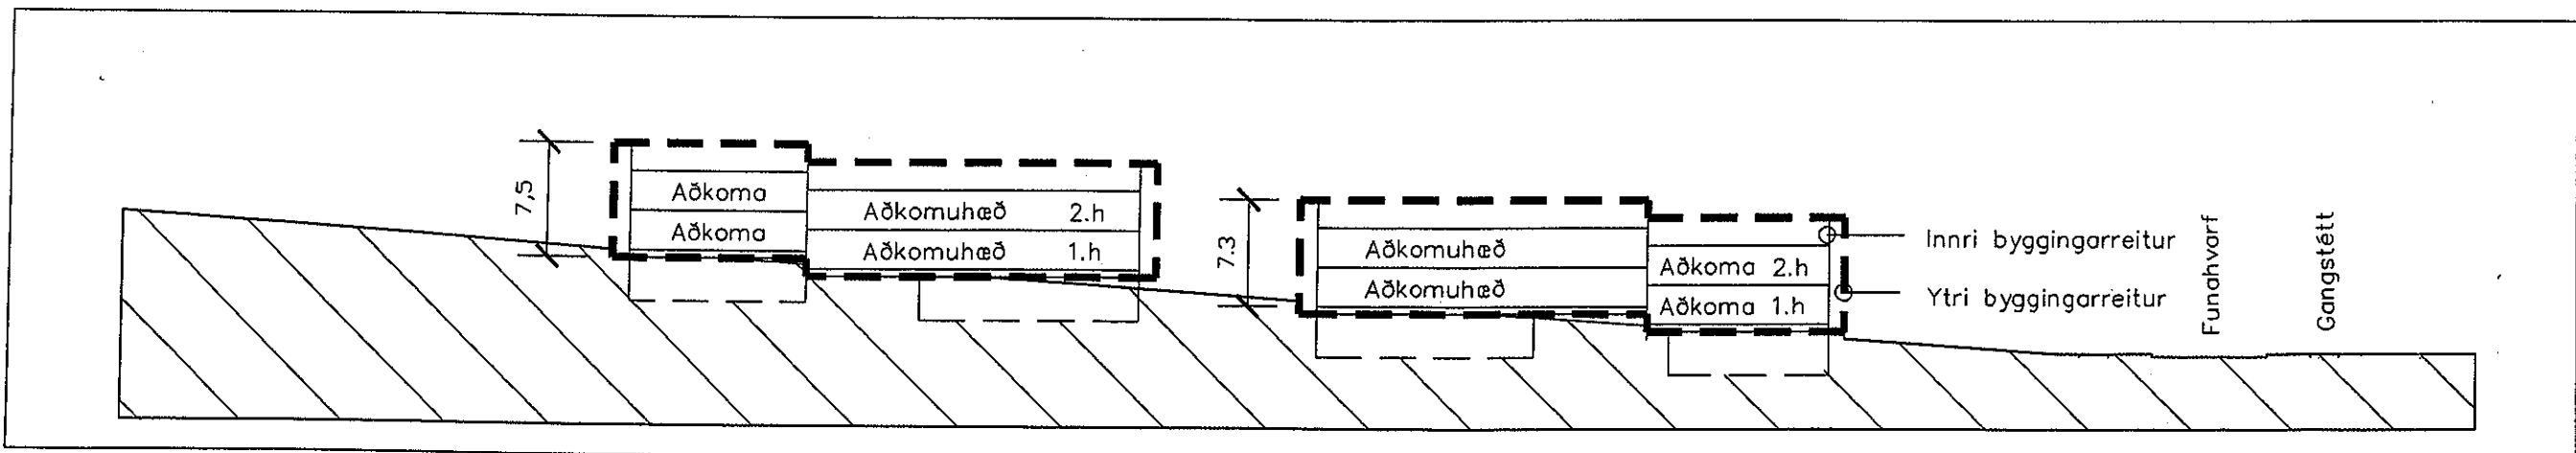 7,5
Aðkoma
Aðkoma
Aðkomuhæð 2.h
Aðkomuhæð 1.h
7.3
Aðkomuhæð
Aðkomuhæð
Aðkoma 2.h
Aðkoma 1.h
Innri byggingarreitur
Ytri byggingarreitur
Funahvarf
Gangstétt